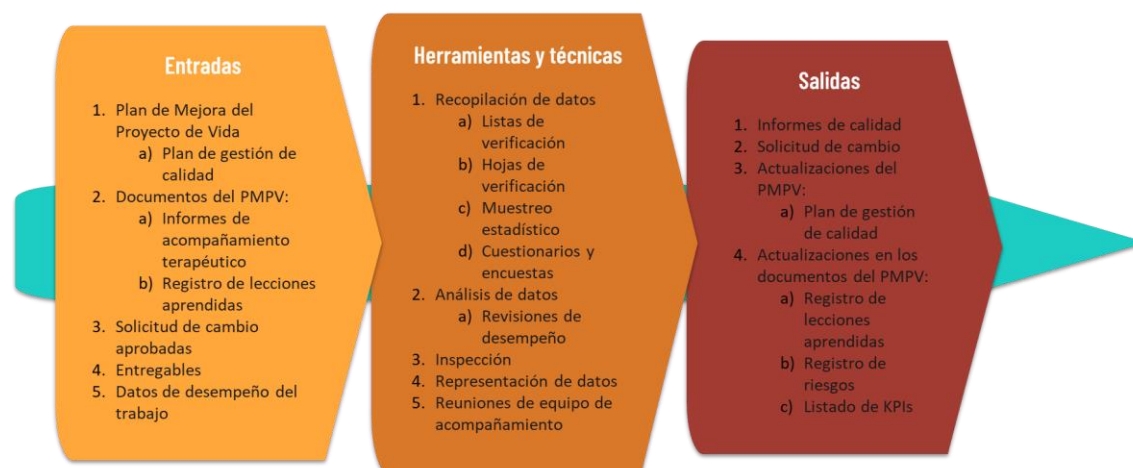 Entradas
1. Plan de Mejora del
Proyecto de Vida
a) Plan de gestión de
calidad
2. Documentos del PMPV:
a) Informes de
acompañamiento
terapéutico
b) Registro de lecciones
aprendidas
3. Solicitud de cambio
aprobadas
4. Entregables
5. Datos de desempeño del
trabajo
Herramientas y técnicas
1. Recopilación de datos
a) Listas de
verificación
b) Hojas de
verificación
c) Muestreo
estadístico
d) Cuestionarios y
encuestas
2. Análisis de datos
a) Revisiones de
desempeño
3. Inspección
4. Representación de datos
5. Reuniones de equipo de
acompañamiento
Salidas
1. Informes de calidad
2. Solicitud de cambio
3. Actualizaciones del
PMPV:
a) Plan de gestión
de calidad
4. Actualizaciones en los
documentos del PMPV:
a) Registro de
lecciones
aprendidas
b) Registro de
riesgos
c) Listado de KPIs